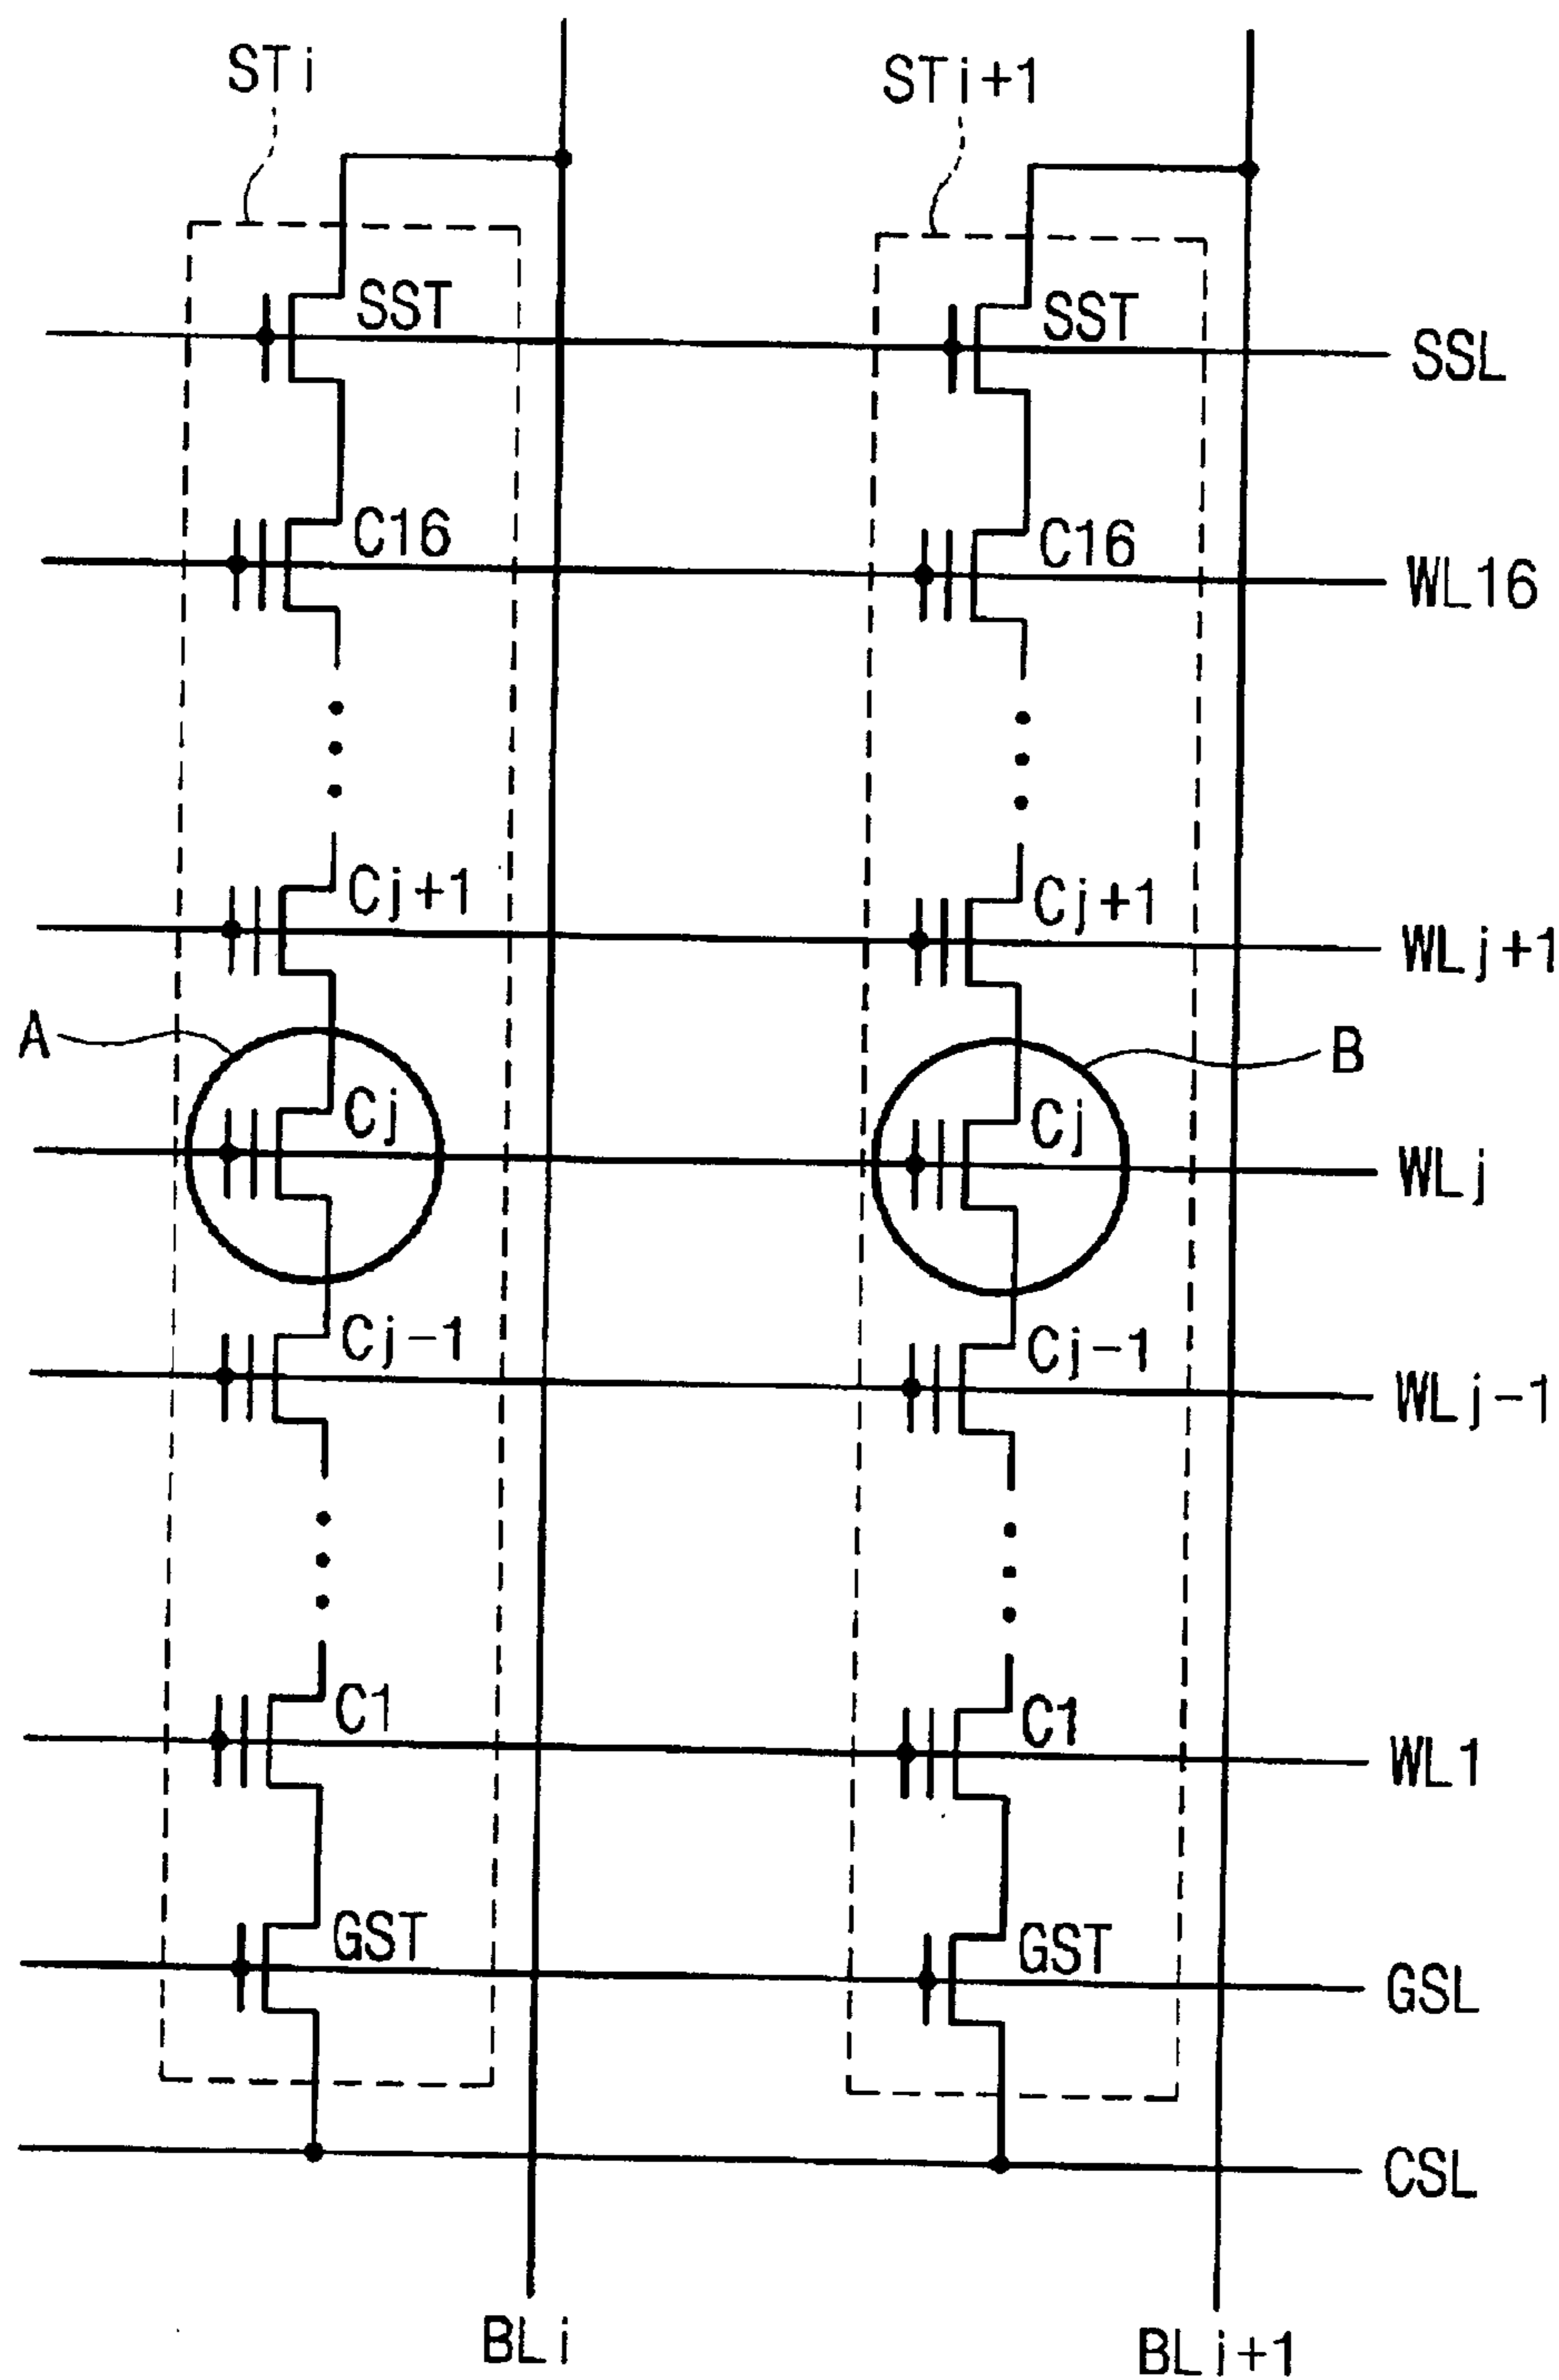 STi
STi+1
SST
SST
SSL
C16
C16
WL16
Cj+1
Cj+1
WLj+1
A
B
Cj
Cj
WLj
Cj-1
Cj-1
WLj-1
C1
C1
WL1
GST
GST
GSL
CSL
BLi
BLi+1